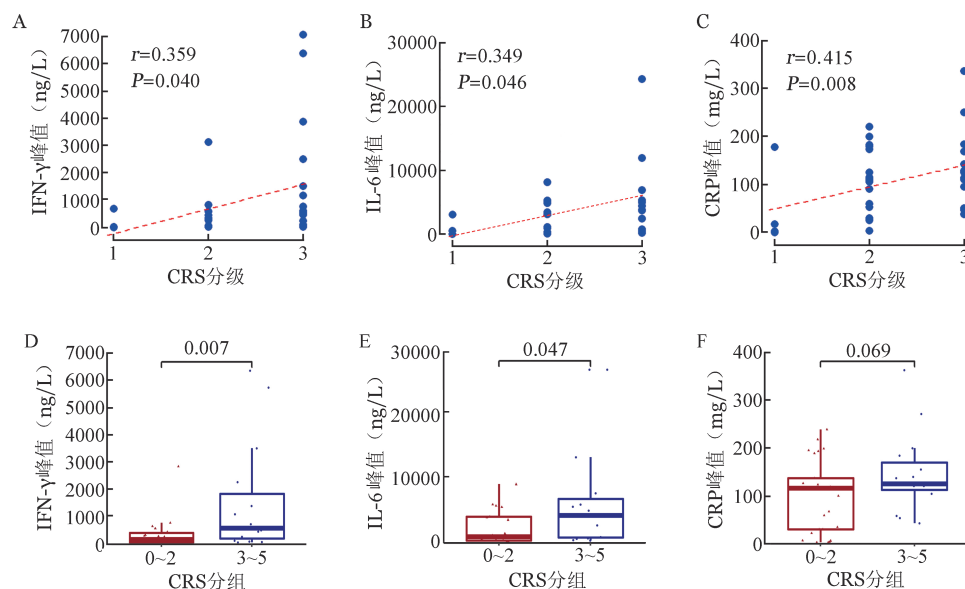 A
7000
6000
5000
4000
3000
2000
1000
0
IFN-γ峰值（ng/L）
r=0.359
P=0.040
1
2
3
CRS分级
B
30000
20000
10000
0
IL-6峰值（ng/L）
r=0.349
P=0.046
1
2
3
CRS分级
C
400
300
200
100
0
CRP峰值（mg/L）
r=0.415
P=0.008
1
2
3
CRS分级
D
7000
6000
5000
4000
3000
2000
1000
0
IFN-γ峰值（ng/L）
0.007
0~2
3~5
CRS分组
E
30000
20000
10000
0
IL-6峰值（ng/L）
0.047
0~2
3~5
CRS分组
F
400
300
200
100
0
CRP峰值（mg/L）
0.069
0~2
3~5
CRS分组